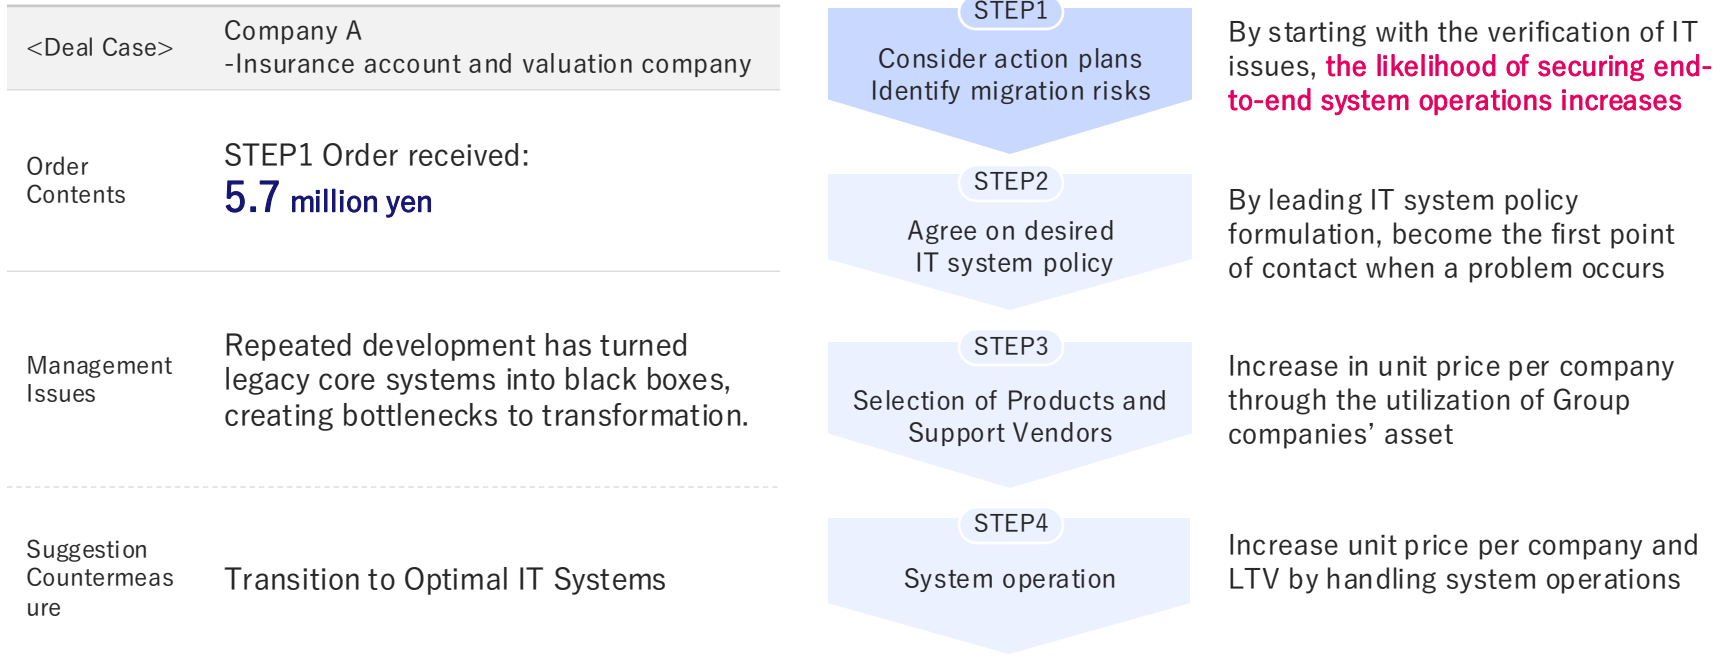 <Deal Case>
Company A
-Insurance account and valuation company
Order
Contents
STEP1 Order received:
5.7 million yen
Management
Issues
Repeated development has turned
legacy core systems into black boxes,
creating bottlenecks to transformation.
Suggestion
Countermeas
ure
Transition to Optimal IT Systems
STEP1
Consider action plans
Identify migration risks
By starting with the verification of IT
issues, the likelihood of securing end-
to-end system operations increases
STEP2
Agree on desired
IT system policy
By leading IT system policy
formulation, become the first point
of contact when a problem occurs
STEP3
Selection of Products and
Support Vendors
Increase in unit price per company
through the utilization of Group
companies’ asset
STEP4
System operation
Increase unit price per company and
LTV by handling system operations